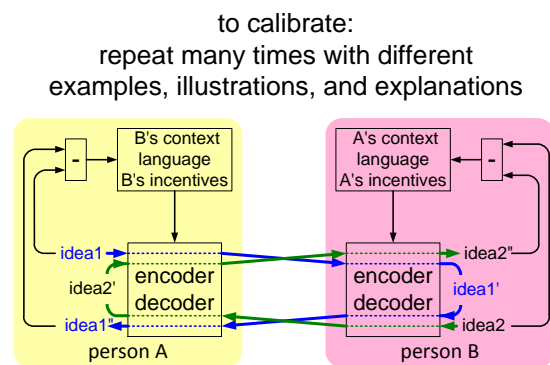 to calibrate:
repeat many times with different
examples, illustrations, and explanations
B's context
language
B's incentives
-
A's context
language
A's incentives
-
idea1
idea2'
idea1"
encoder
decoder
encoder
decoder
idea2"
idea1'
idea2
person A
person B